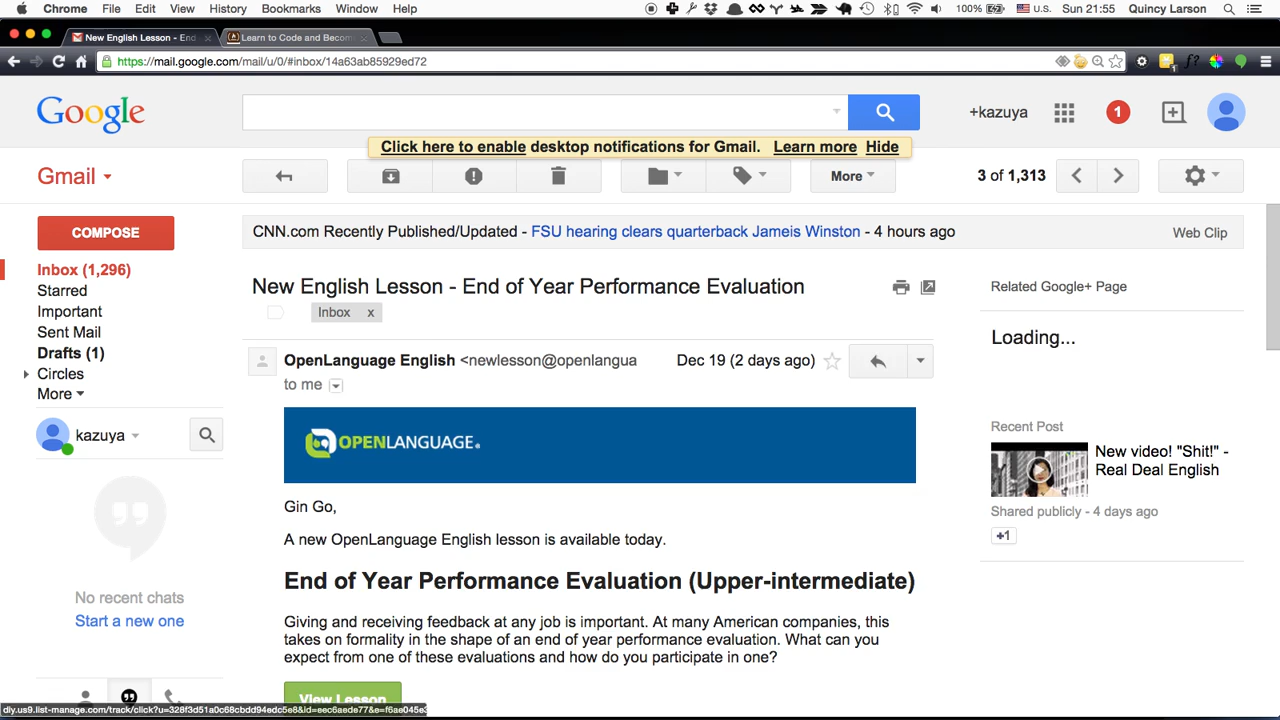 Chrome File Edit View History Bookmarks Window Help 100% U.S. Sun 21:55 Quincy Larson
New English Lesson - End Learn to Code and Becom
https://mail.google.com/mail/u/0/#inbox/14a63ab85929ed72
Google +kazuya 1
Click here to enable desktop notifications for Gmail. Learn more Hide
Gmail More 3 of 1,313
COMPOSE
CNN.com Recently Published/Updated - FSU hearing clears quarterback Jameis Winston - 4 hours ago Web Clip
Inbox (1,296)
Starred
Important
Sent Mail
Drafts (1)
Circles
More
kazuya
No recent chats
Start a new one
New English Lesson - End of Year Performance Evaluation
Inbox x
OpenLanguage English <newlesson@openlangua Dec 19 (2 days ago)
to me
OPENLANGUAGE
Gin Go,
A new OpenLanguage English lesson is available today.
End of Year Performance Evaluation (Upper-intermediate)
Giving and receiving feedback at any job is important. At many American companies, this
takes on formality in the shape of an end of year performance evaluation. What can you
expect from one of these evaluations and how do you participate in one?
View Lesson
Related Google+ Page
Loading...
Recent Post
New video! "Shit!" -
Real Deal English
Shared publicly - 4 days ago
+1